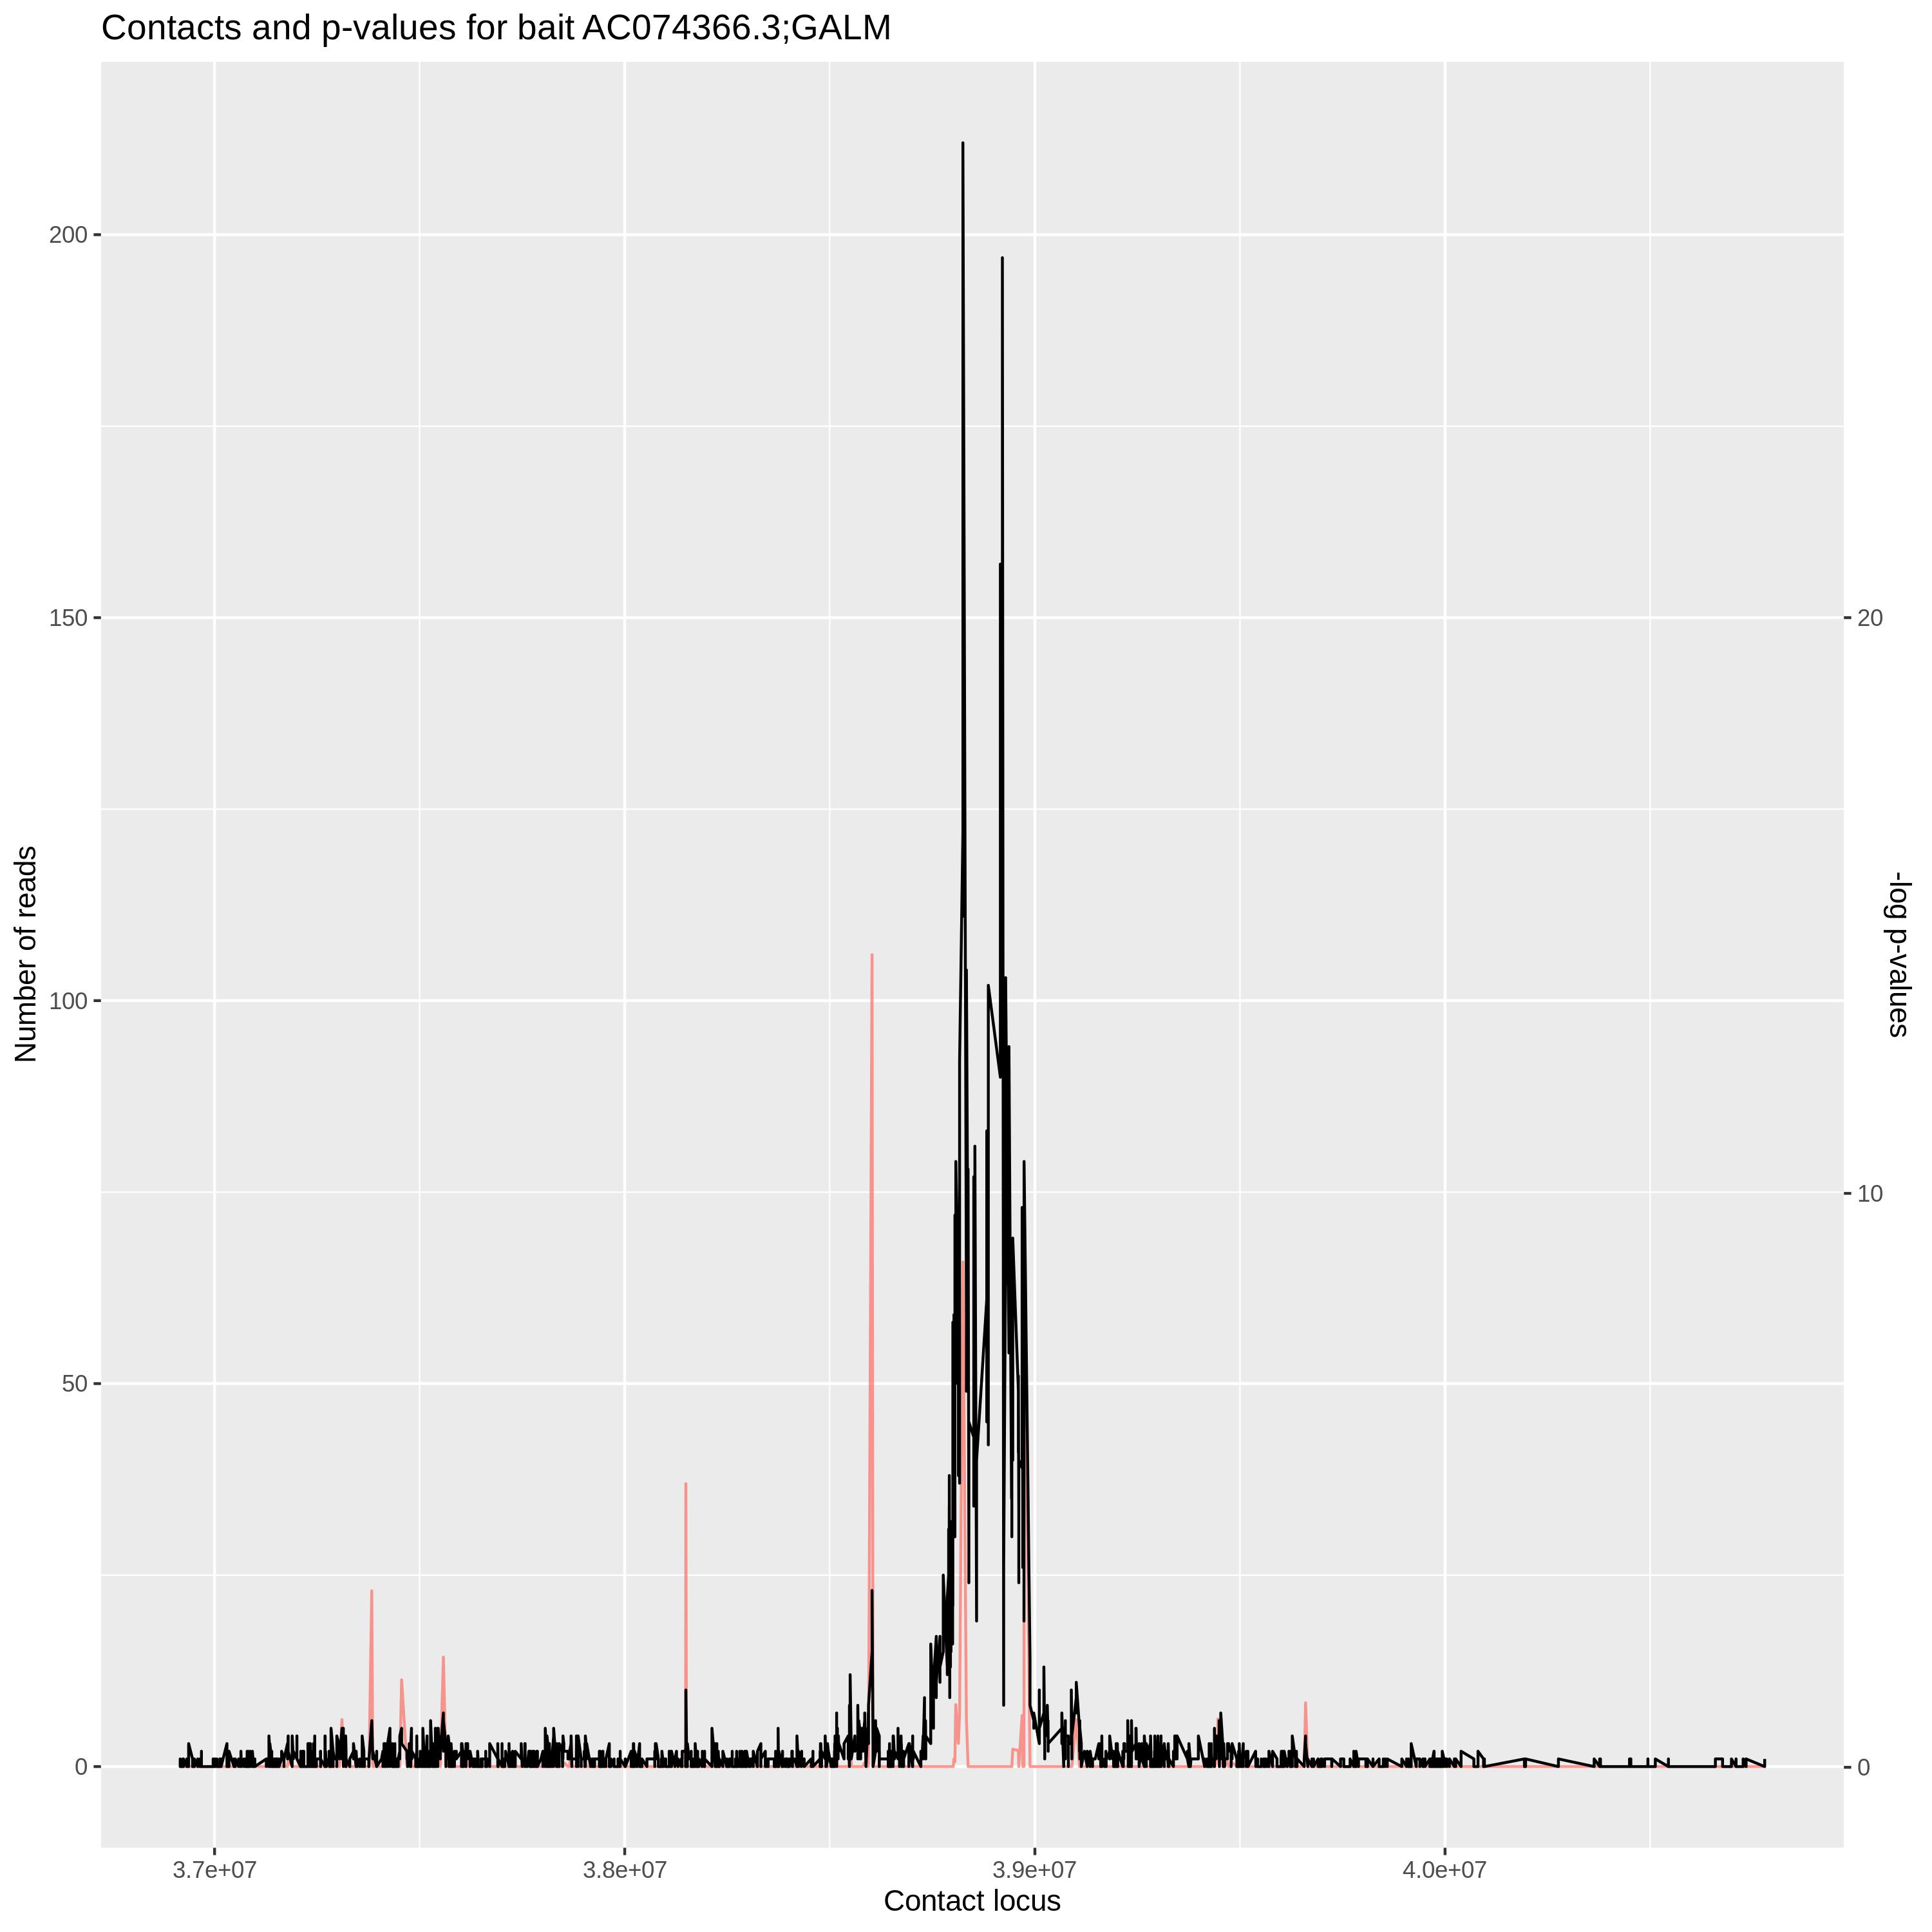 Contacts and p-values for bait AC074366.3;GALM
200
150
100
50
0
Number of reads
20
10
0
-log p-values
3.7e+07
3.8e+07
3.9e+07
4.0e+07
Contact locus